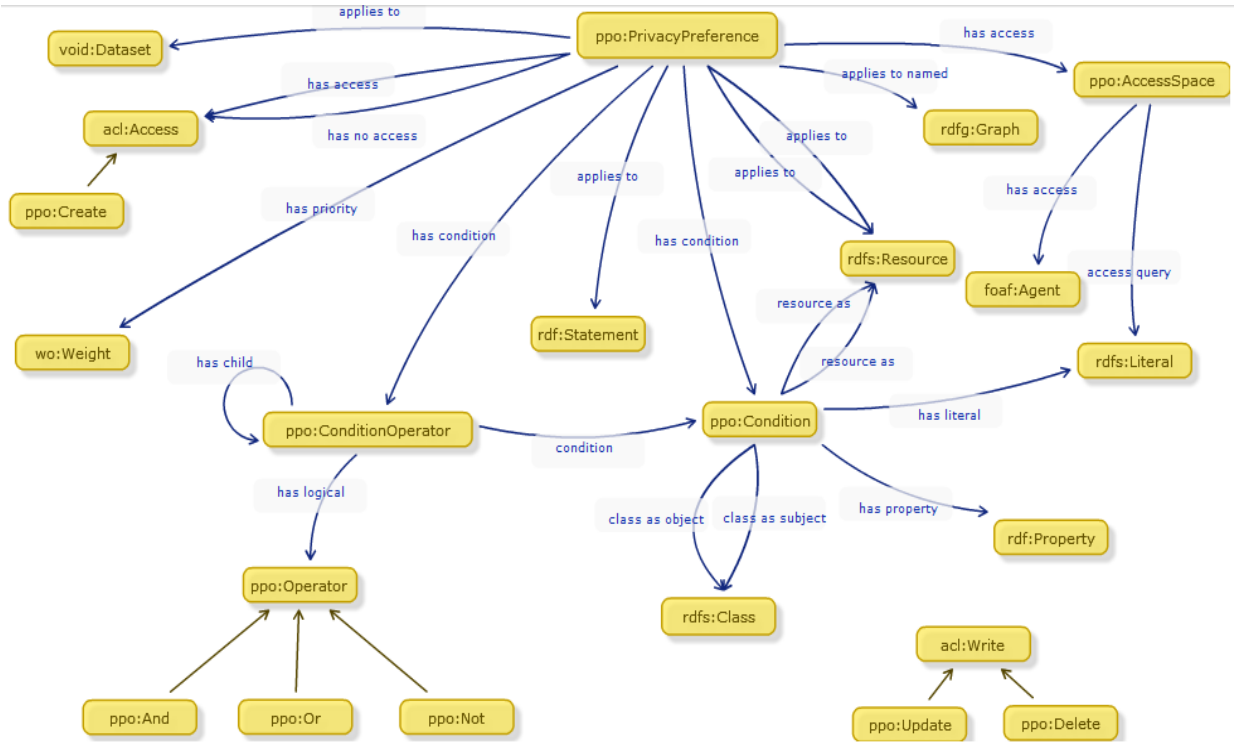 applies to
ppo:PrivacyPreference
has access
void:Dataset
applies to named
ppo:AccessSpace
has access
acl:Access
has no access
rdfg:Graph
applies to
applies to
applies to
has access
ppo:Create
has priority
has condition
has condition
rdfs:Resource
foaf:Agent
access query
resource as
rdf:Statement
wo:Weight
has child
resource as
rdfs:Literal
ppo:ConditionOperator
ppo:Condition
has literal
condition
has logical
class as object
class as subject
has property
rdf:Property
ppo:Operator
rdfs:Class
acl:Write
ppo:And
ppo:Or
ppo:Not
ppo:Update
ppo:Delete